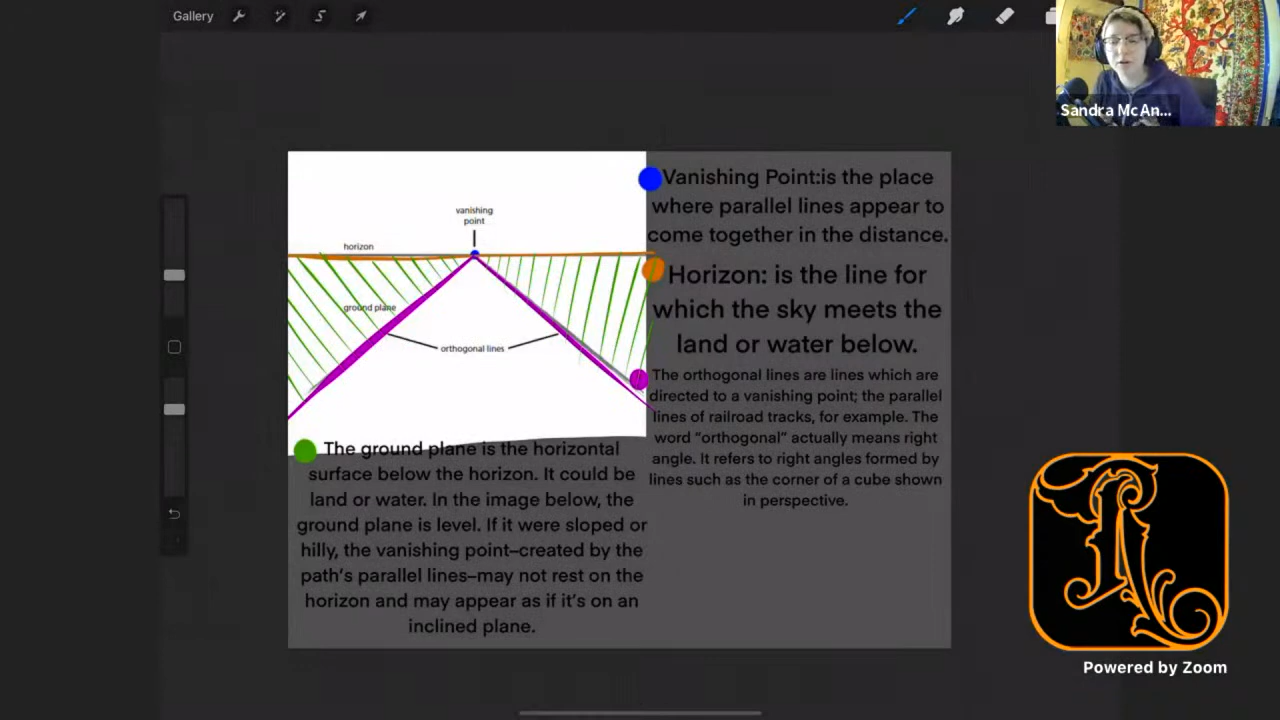 Gallery
Sandra McAn...
vanishing
point
horizon
ground plane
orthogonal lines
Vanishing Point:is the place
where parallel lines appear to
come together in the distance.
Horizon: is the line for
which the sky meets the
land or water below.
The orthogonal lines are lines which are
directed to a vanishing point; the parallel
lines of railroad tracks, for example. The
word “orthogonal” actually means right
angle. It refers to right angles formed by
lines such as the corner of a cube shown
in perspective.
The ground plane is the horizontal
surface below the horizon. It could be
land or water. In the image below, the
ground plane is level. If it were sloped or
hilly, the vanishing point–created by the
path’s parallel lines–may not rest on the
horizon and may appear as if it’s on an
inclined plane.
Powered by Zoom